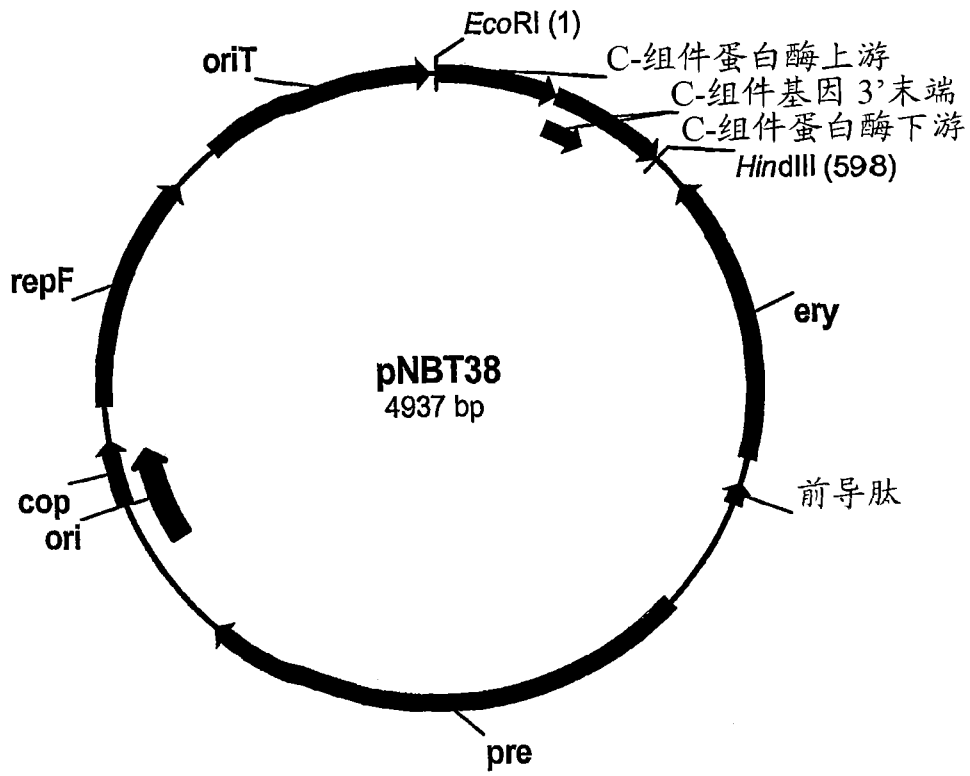 EcoRI (1)
oriT
C-组件蛋白酶上游
C-组件基因 3’末端
C-组件蛋白酶下游
HindIII (598)
repF
ery
pNBT38
4937 bp
cop
ori
前导肽
pre